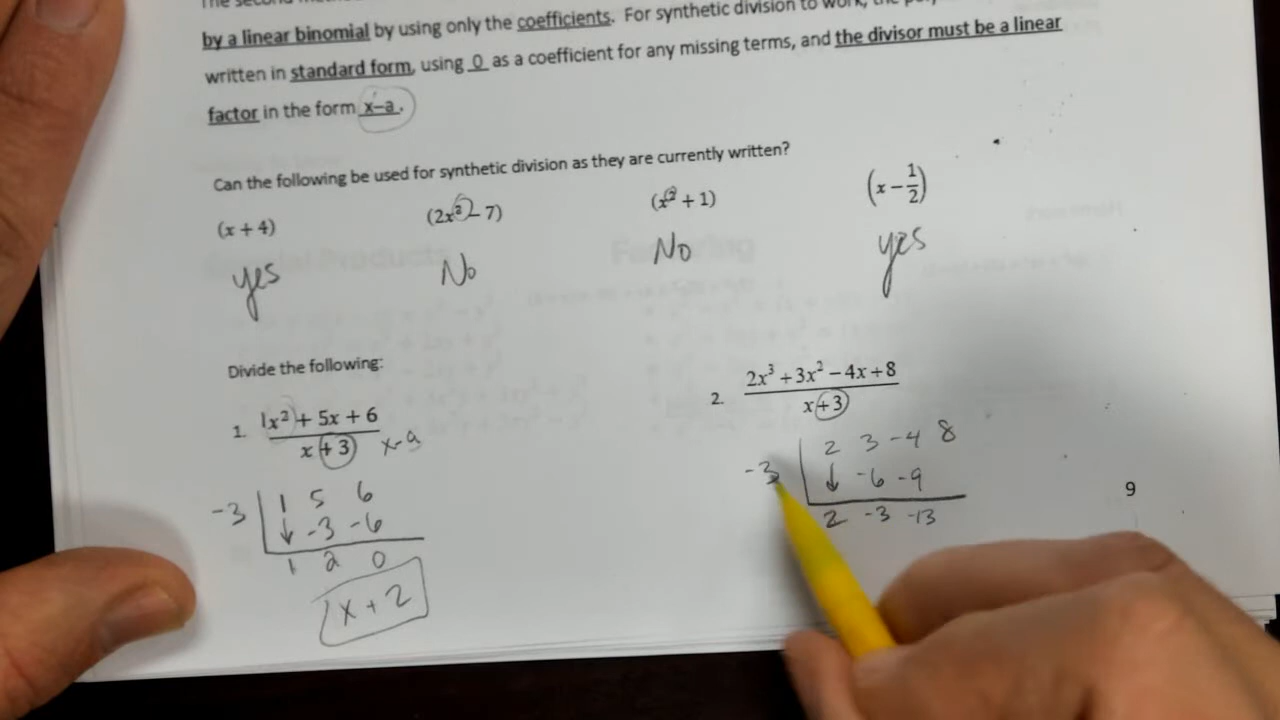 The second
by a linear binomial by using only the coefficients. For synthetic division to work, the
written in standard form, using 0 as a coefficient for any missing terms, and the divisor must be a linear
factor in the form x–a.
Can the following be used for synthetic division as they are currently written?
(x + 4) (2x² – 7) (x² + 1) (x – 1/2)
yes No No yes
Divide the following:
1. 1x² + 5x + 6 / x + 3 x-a
-3 1 5 6
↓ -3 -6
1 2 0
x + 2
2. 2x³ + 3x² – 4x + 8 / x + 3
-3 2 3 -4 8
↓ -6 -9
2 -3 -13
9